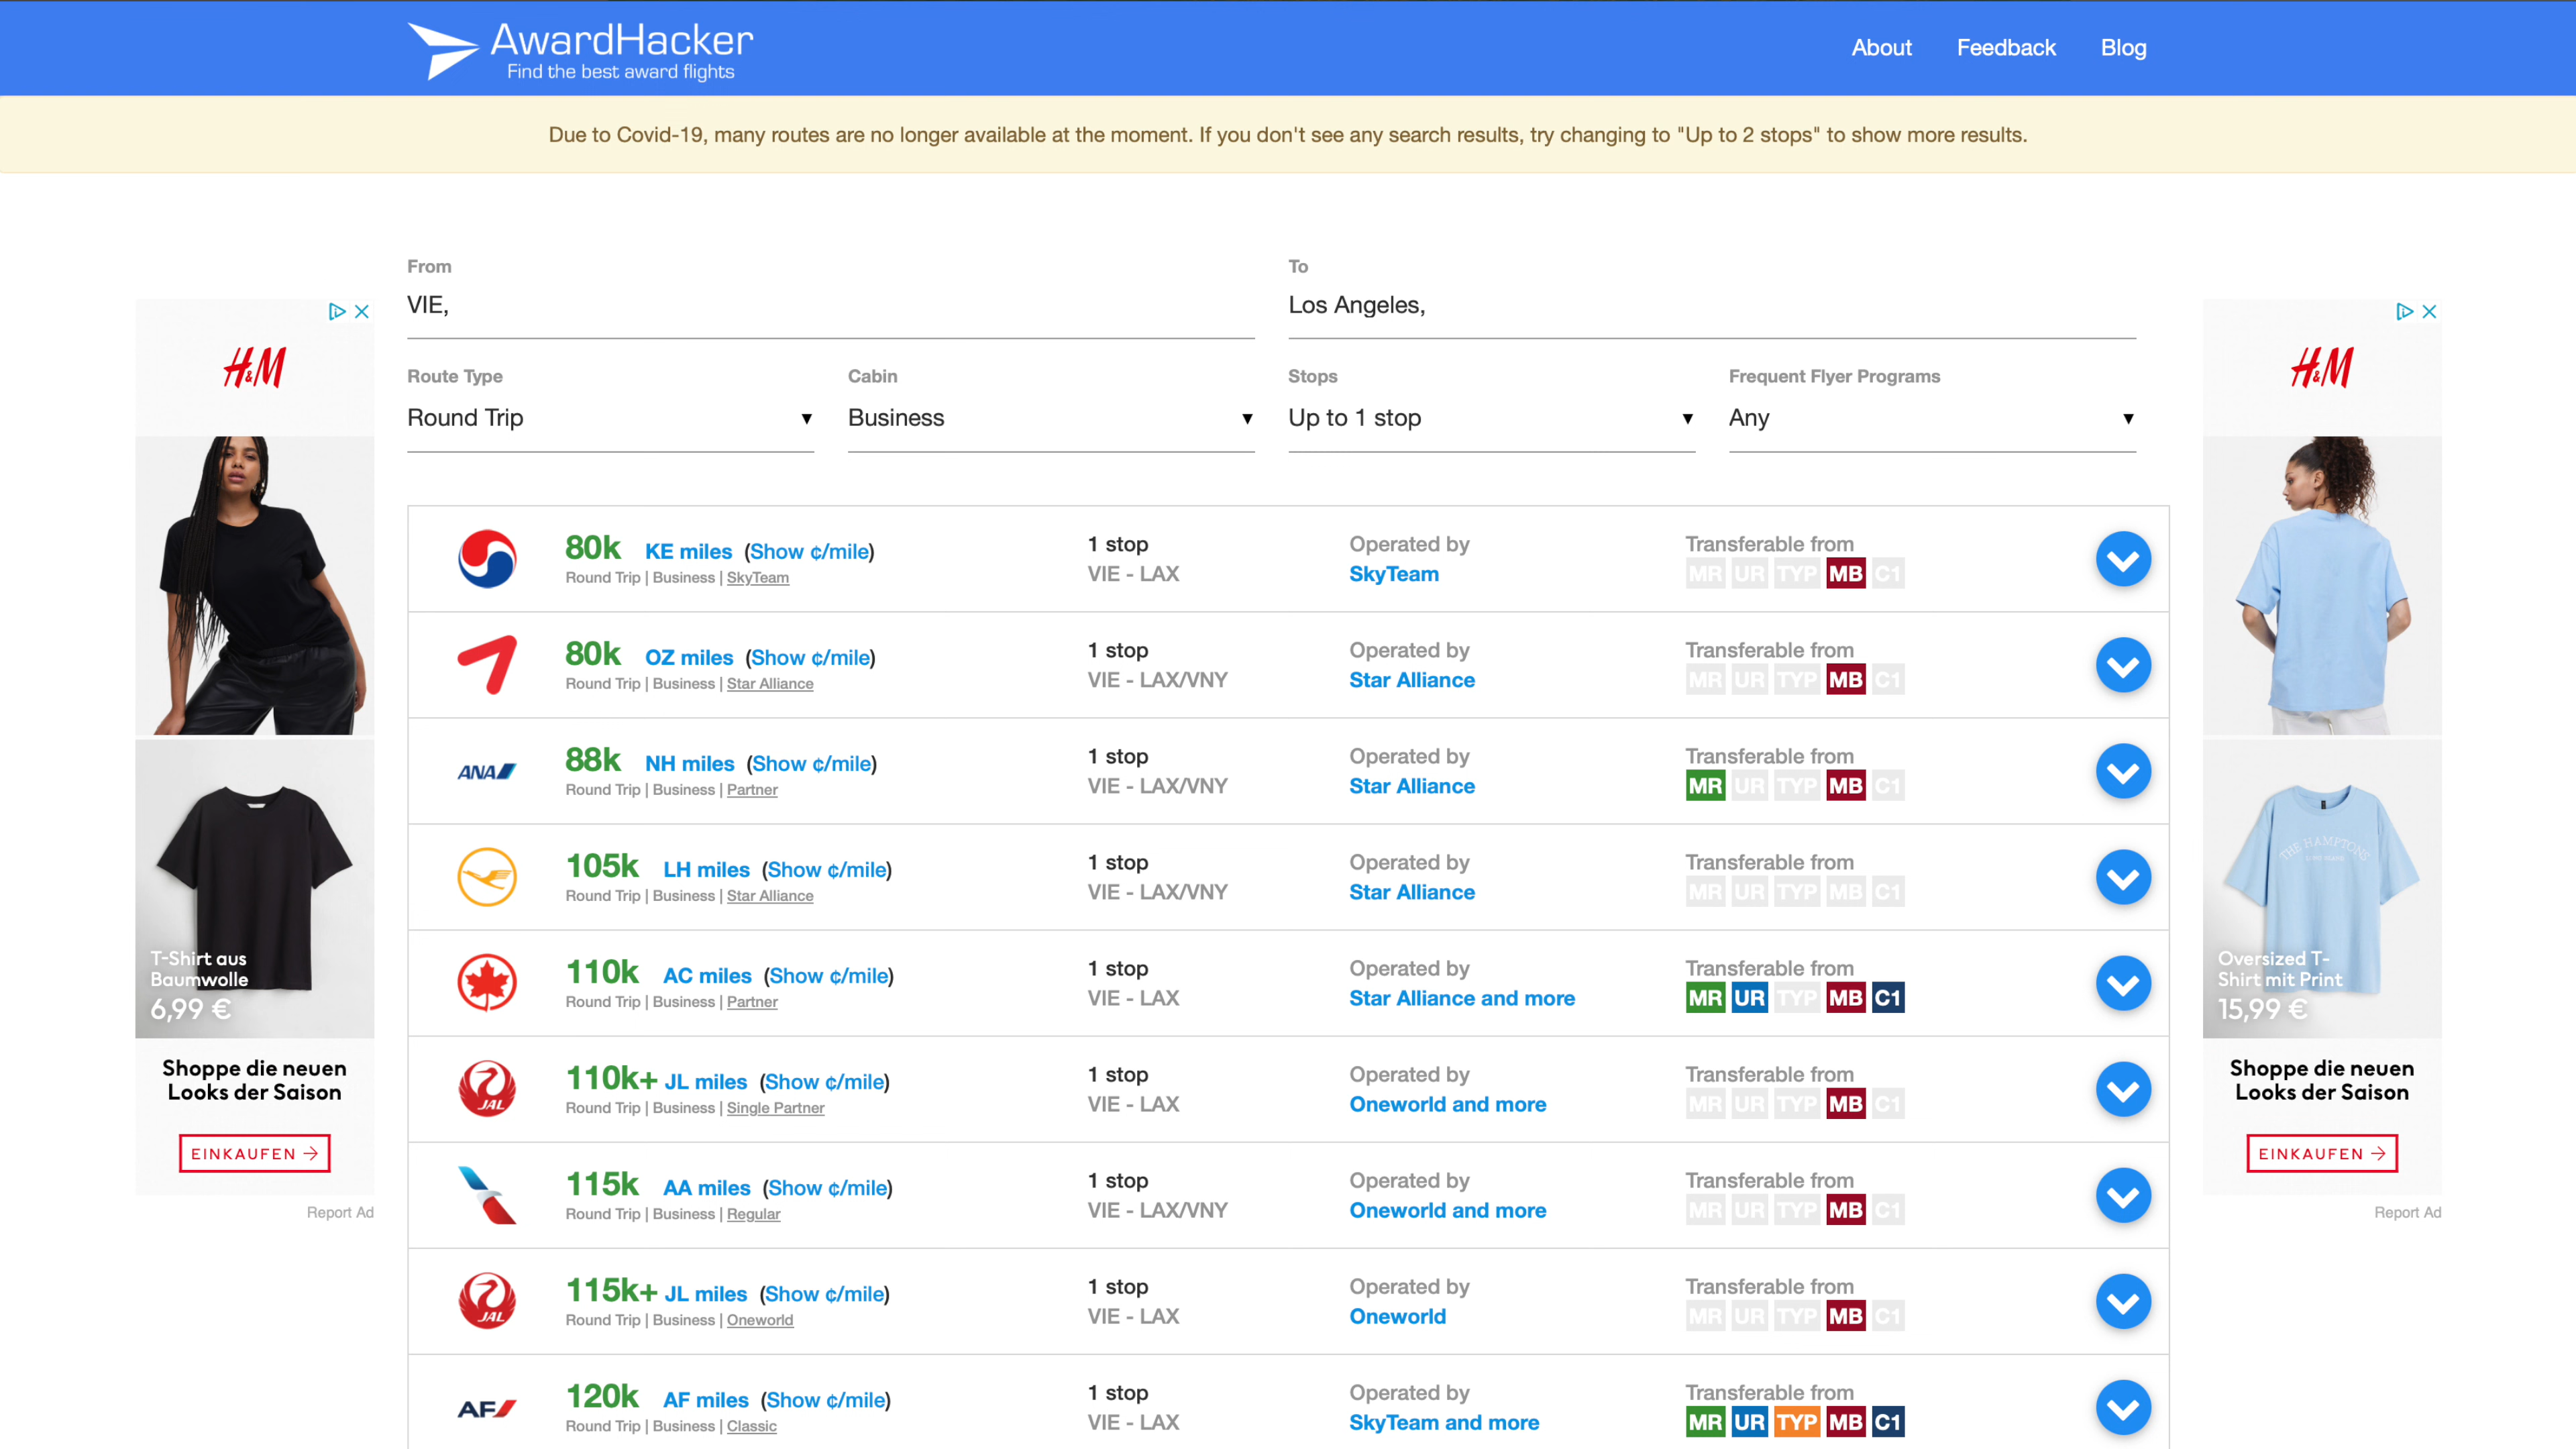 AwardHacker
Find the best award flights
About Feedback Blog
Due to Covid-19, many routes are no longer available at the moment. If you don't see any search results, try changing to "Up to 2 stops" to show more results.
From
VIE,
To
Los Angeles,
Route Type
Round Trip
Cabin
Business
Stops
Up to 1 stop
Frequent Flyer Programs
Any
80k KE miles (Show ¢/mile)
Round Trip | Business | SkyTeam
1 stop
VIE - LAX
Operated by
SkyTeam
Transferable from
MR UR TYP MB C1
80k OZ miles (Show ¢/mile)
Round Trip | Business | Star Alliance
1 stop
VIE - LAX/VNY
Operated by
Star Alliance
Transferable from
MR UR TYP MB C1
ANA
88k NH miles (Show ¢/mile)
Round Trip | Business | Partner
1 stop
VIE - LAX/VNY
Operated by
Star Alliance
Transferable from
MR UR TYP MB C1
105k LH miles (Show ¢/mile)
Round Trip | Business | Star Alliance
1 stop
VIE - LAX/VNY
Operated by
Star Alliance
Transferable from
MR UR TYP MB C1
110k AC miles (Show ¢/mile)
Round Trip | Business | Partner
1 stop
VIE - LAX
Operated by
Star Alliance and more
Transferable from
MR UR TYP MB C1
JAL
110k+ JL miles (Show ¢/mile)
Round Trip | Business | Single Partner
1 stop
VIE - LAX
Operated by
Oneworld and more
Transferable from
MR UR TYP MB C1
115k AA miles (Show ¢/mile)
Round Trip | Business | Regular
1 stop
VIE - LAX/VNY
Operated by
Oneworld and more
Transferable from
MR UR TYP MB C1
JAL
115k+ JL miles (Show ¢/mile)
Round Trip | Business | Oneworld
1 stop
VIE - LAX
Operated by
Oneworld
Transferable from
MR UR TYP MB C1
AF
120k AF miles (Show ¢/mile)
Round Trip | Business | Classic
1 stop
VIE - LAX
Operated by
SkyTeam and more
Transferable from
MR UR TYP MB C1
H&M
T-Shirt aus
Baumwolle
6,99 €
Shoppe die neuen
Looks der Saison
EINKAUFEN →
Report Ad
H&M
THE HAMPTONS
Oversized T-
Shirt mit Print
15,99 €
Shoppe die neuen
Looks der Saison
EINKAUFEN →
Report Ad